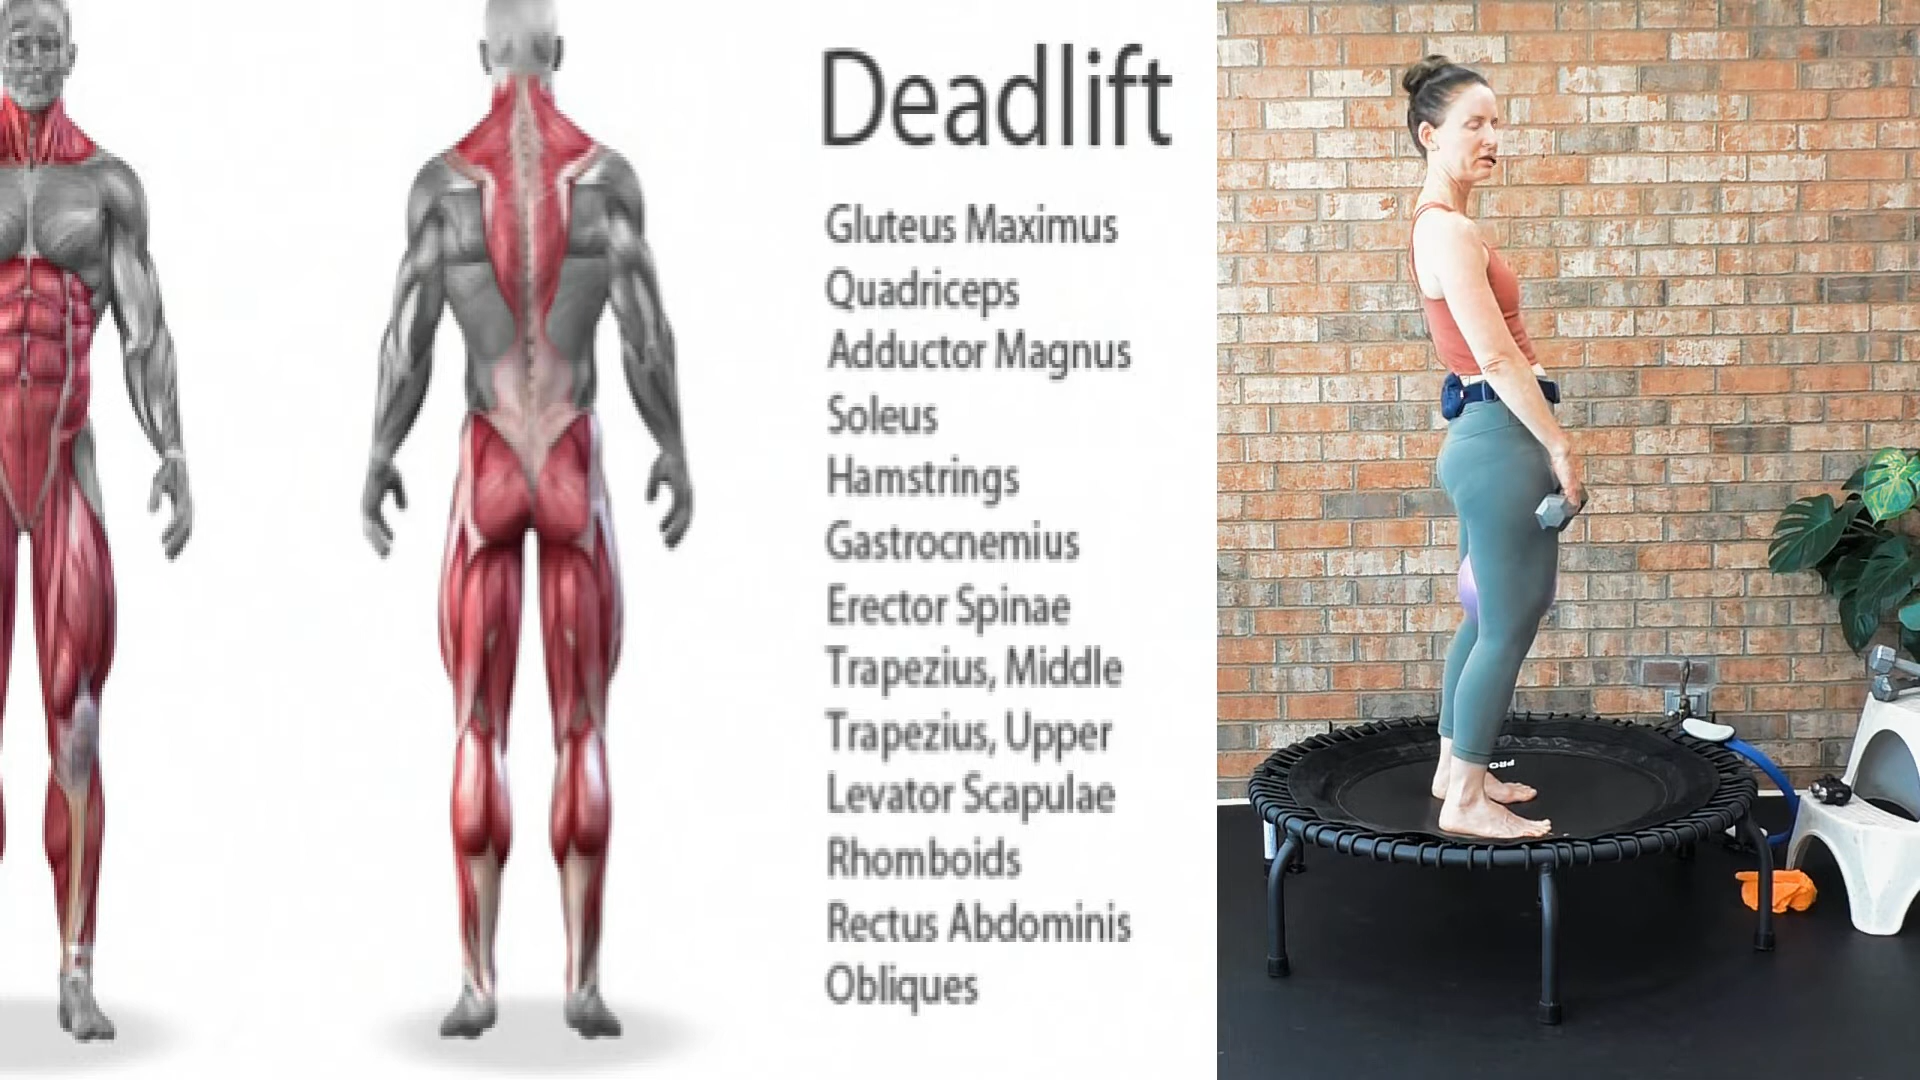 Deadlift
Gluteus Maximus
Quadriceps
Adductor Magnus
Soleus
Hamstrings
Gastrocnemius
Erector Spinae
Trapezius, Middle
Trapezius, Upper
Levator Scapulae
Rhomboids
Rectus Abdominis
Obliques
PRO